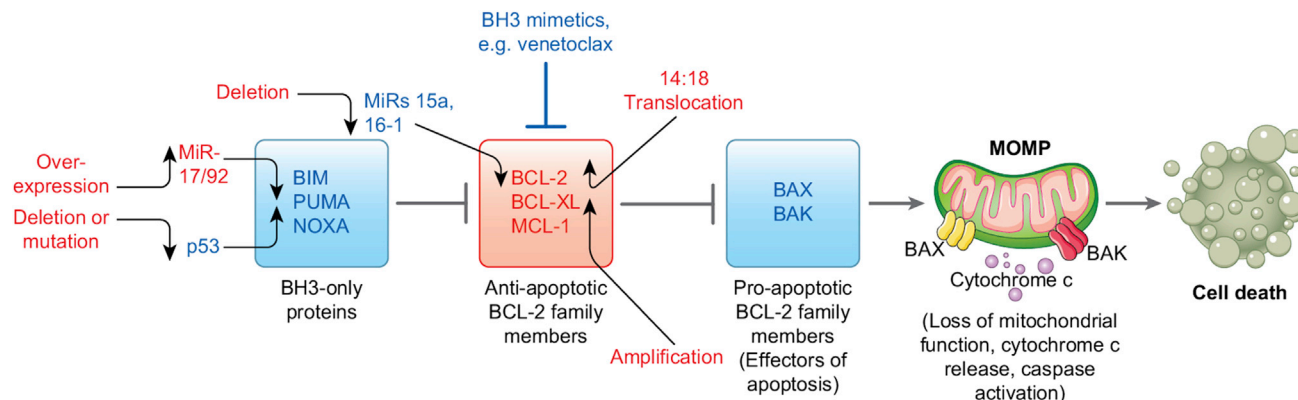 BH3 mimetics,
e.g. venetoclax
Deletion
MiRs 15a,
16-1
14:18
Translocation
Over-
expression
MiR-
17/92
Deletion or
mutation
p53
BIM
PUMA
NOXA
BH3-only
proteins
BCL-2
BCL-XL
MCL-1
Anti-apoptotic
BCL-2 family
members
Amplification
BAX
BAK
Pro-apoptotic
BCL-2 family
members
(Effectors of
apoptosis)
MOMP
BAX
BAK
Cytochrome c
(Loss of mitochondrial
function, cytochrome c
release, caspase
activation)
Cell death